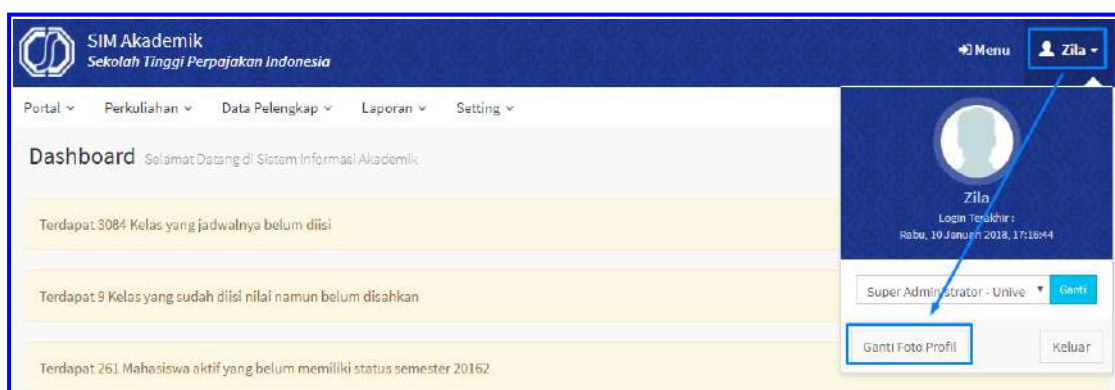 SIM Akademik
Sekolah Tinggi Perpajakan Indonesia
Menu
Zila
Portal
Perkuliahan
Data Pelengkap
Laporan
Setting
Dashboard Selamat Datang di Sistem Informasi Akademik
Terdapat 3084 Kelas yang jadwalnya belum diisi
Terdapat 9 Kelas yang sudah diisi nilai namun belum disahkan
Terdapat 261 Mahasiswa aktif yang belum memiliki status semester 20162
Zila
Login Terakhir :
Rabu, 10 Januari 2018, 17:16:44
Super Administrator - Unive
Ganti
Ganti Foto Profil
Keluar